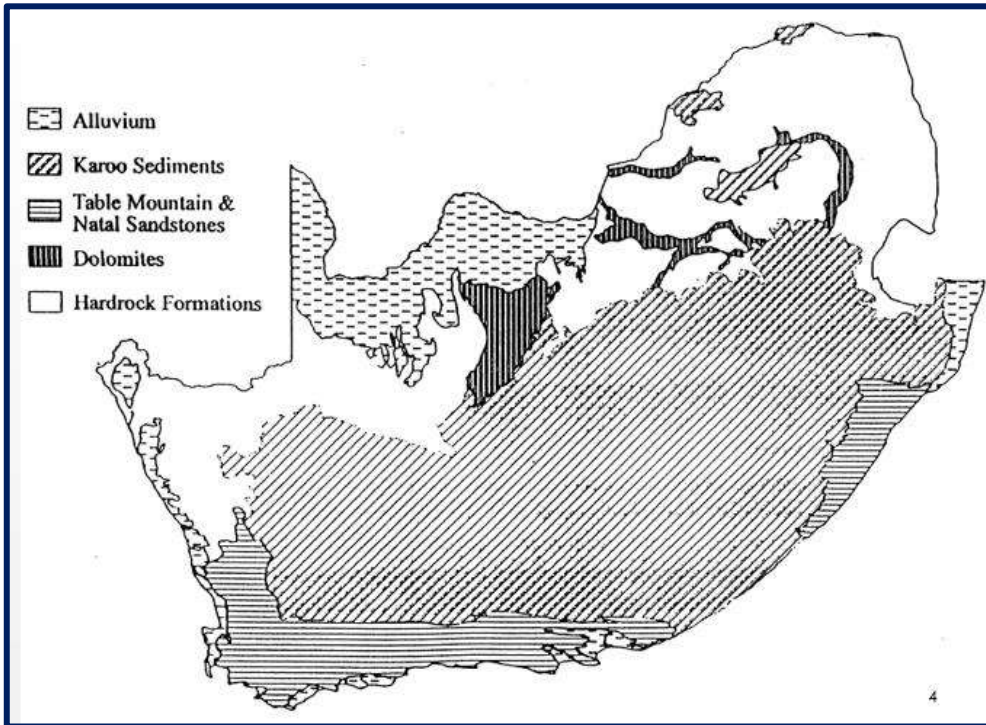 Alluvium
Karoo Sediments
Table Mountain &
Natal Sandstones
Dolomites
Hardrock Formations
4